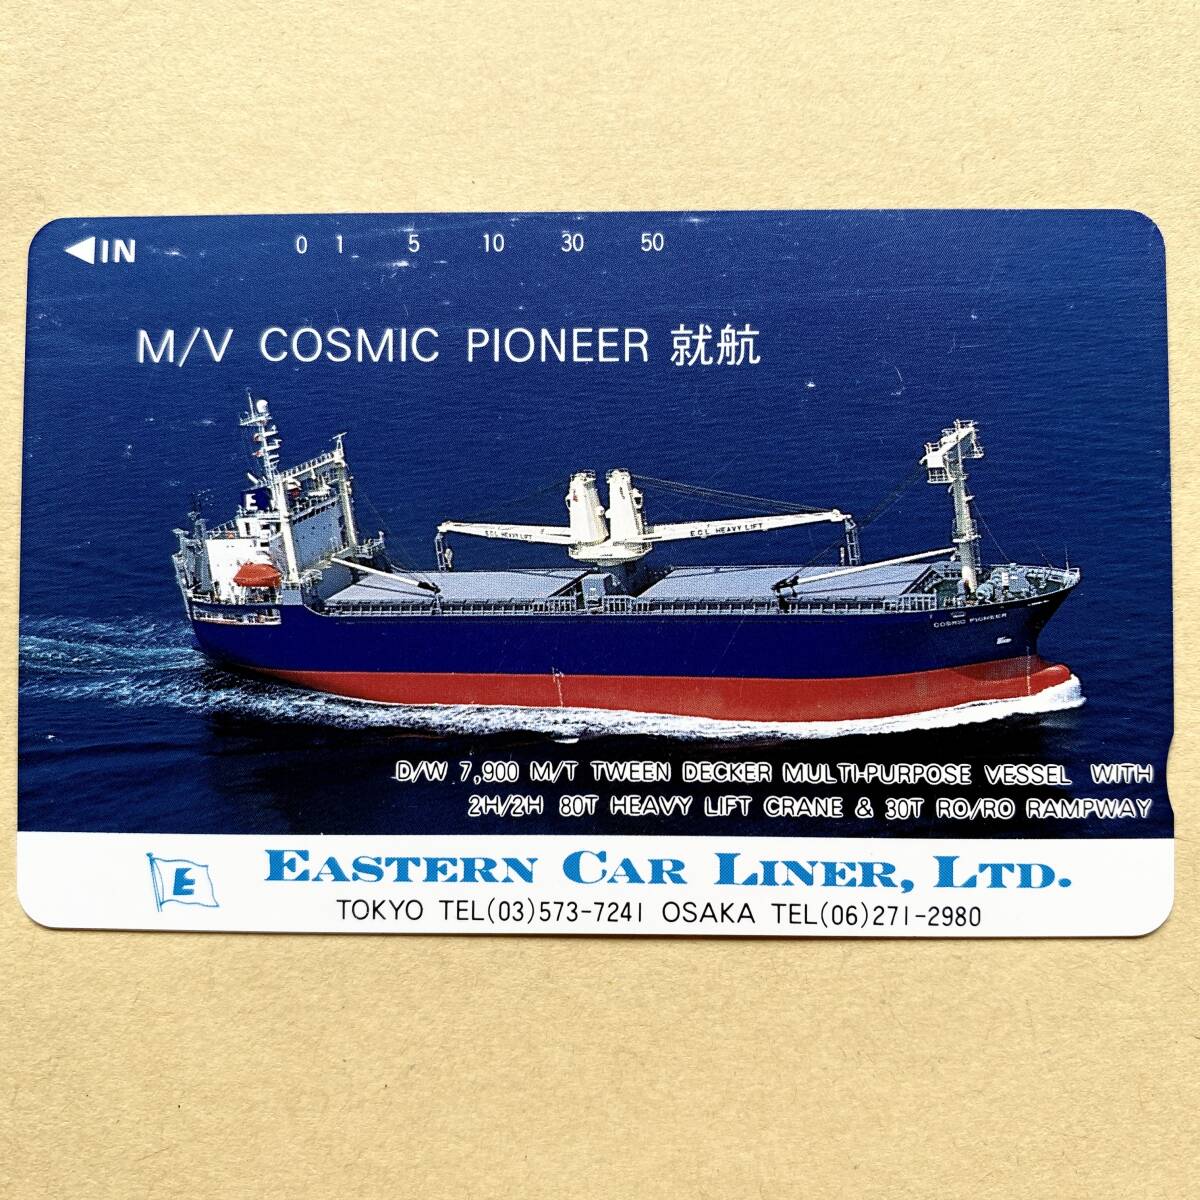 ◀IN 0 1 5 10 30 50
M/V COSMIC PIONEER 就航
E
E.C.L HEAVY LIFT E.C.L HEAVY LIFT
COSMIC PIONEER
D/W 7,900 M/T TWEEN DECKER MULTI-PURPOSE VESSEL WITH
2H/2H 80T HEAVY LIFT CRANE & 30T RO/RO RAMPWAY
E EASTERN CAR LINER, LTD.
TOKYO TEL(03)573-7241 OSAKA TEL(06)271-2980